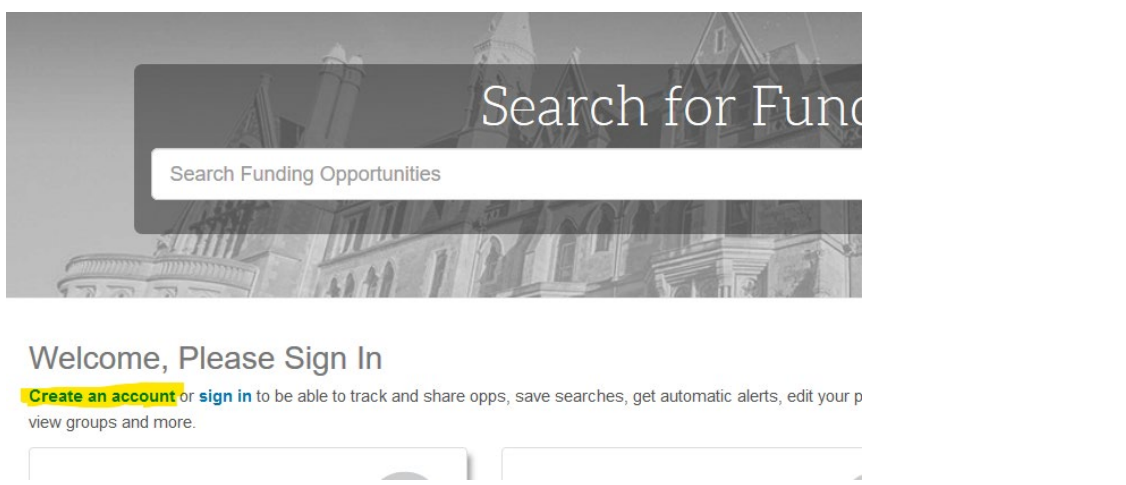 Search for Fund
Search Funding Opportunities
Welcome, Please Sign In
Create an account or sign in to be able to track and share opps, save searches, get automatic alerts, edit your p
view groups and more.